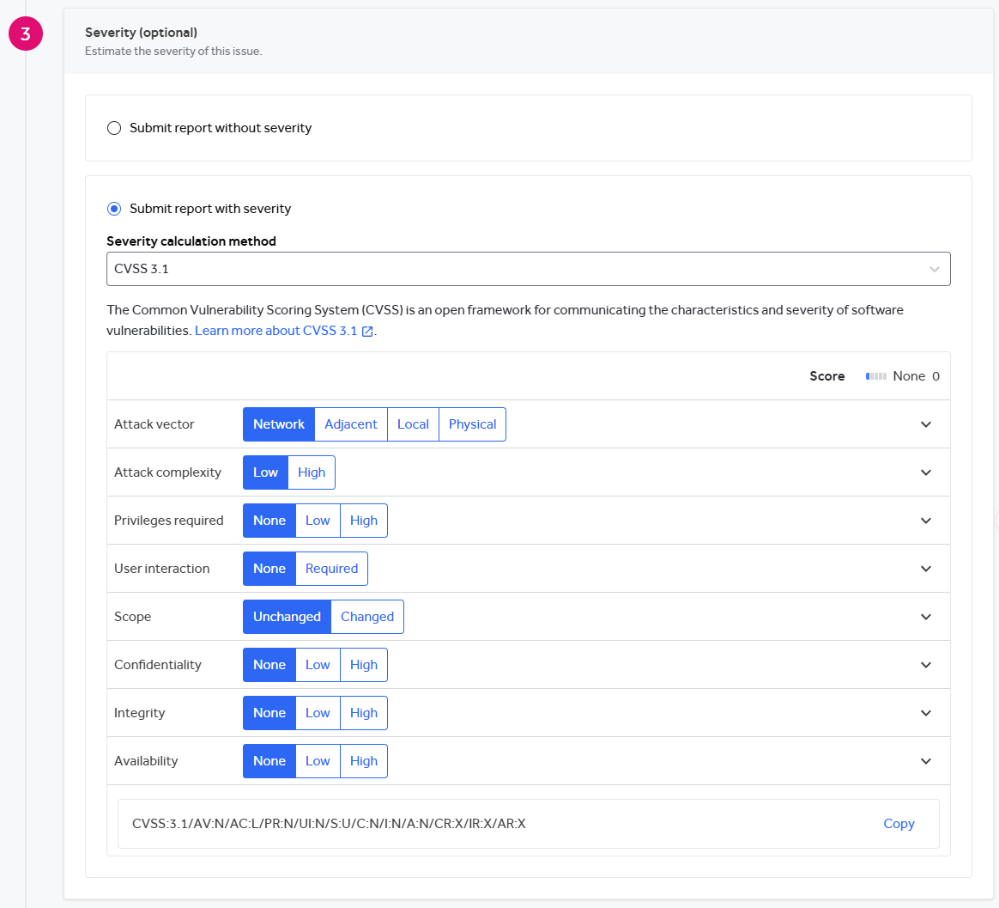 3
Severity (optional)
Estimate the severity of this issue.
Submit report without severity
Submit report with severity
Severity calculation method
CVSS 3.1
The Common Vulnerability Scoring System (CVSS) is an open framework for communicating the characteristics and severity of software
vulnerabilities. Learn more about CVSS 3.1.
Score None 0
Attack vector Network Adjacent Local Physical
Attack complexity Low High
Privileges required None Low High
User interaction None Required
Scope Unchanged Changed
Confidentiality None Low High
Integrity None Low High
Availability None Low High
CVSS:3.1/AV:N/AC:L/PR:N/UI:N/S:U/C:N/I:N/A:N/CR:X/IR:X/AR:X Copy